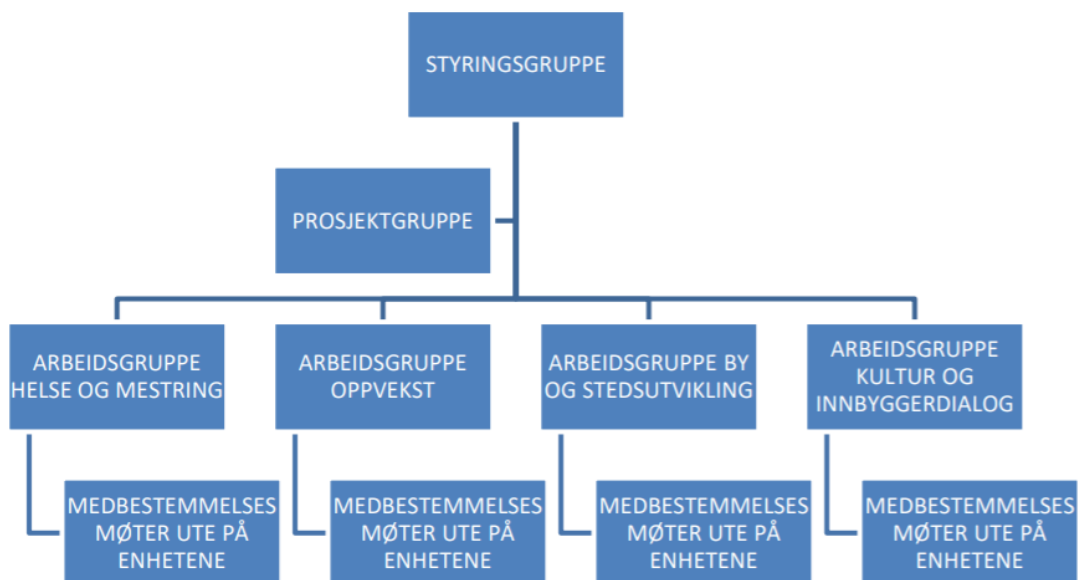 STYRINGSGRUPPE
PROSJEKTGRUPPE
ARBEIDSGRUPPE
HELSE OG MESTRING
ARBEIDSGRUPPE
OPPVEKST
ARBEIDSGRUPPE BY
OG STEDSUTVIKLING
ARBEIDSGRUPPE
KULTUR OG
INNBYGGERDIALOG
MEDBESTEMMELSES
MØTER UTE PÅ
ENHETENE
MEDBESTEMMELSES
MØTER UTE PÅ
ENHETENE
MEDBESTEMMELSES
MØTER UTE PÅ
ENHETENE
MEDBESTEMMELSES
MØTER UTE PÅ
ENHETENE